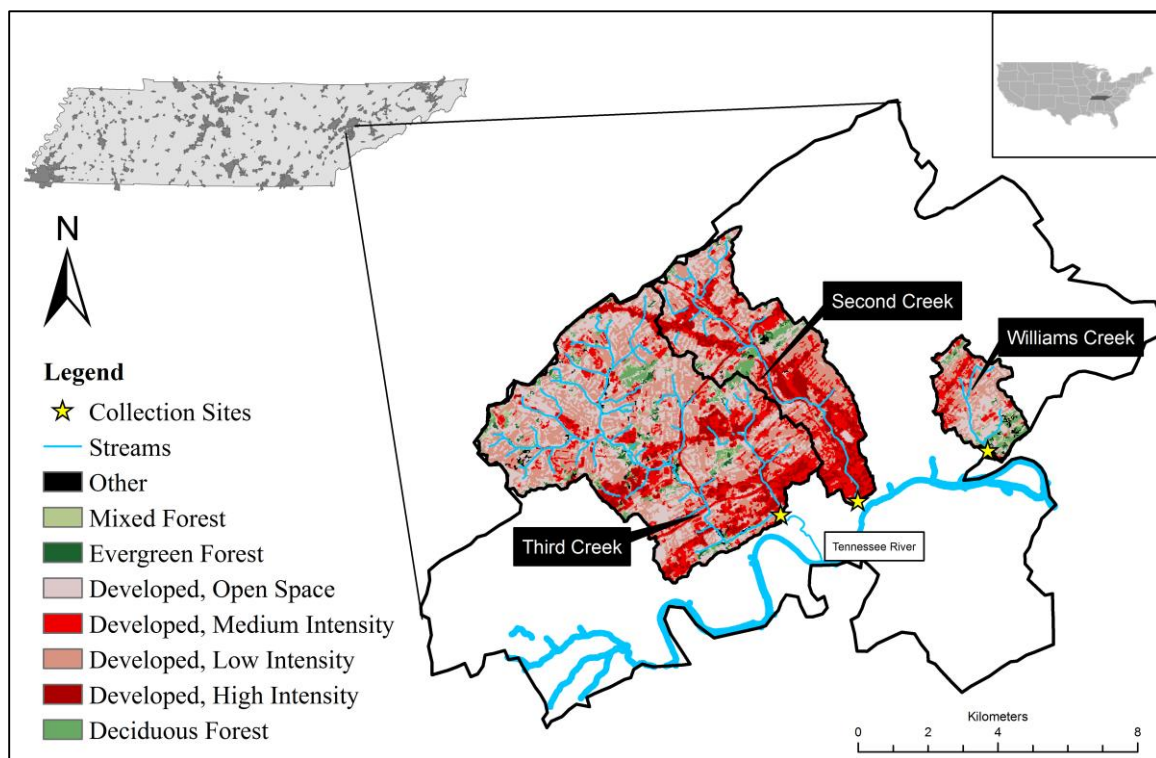 N
Second Creek
Williams Creek
Legend
Collection Sites
Streams
Other
Mixed Forest
Evergreen Forest
Developed, Open Space
Developed, Medium Intensity
Developed, Low Intensity
Developed, High Intensity
Deciduous Forest
Third Creek
Tennessee River
Kilometers
0 2 4 8